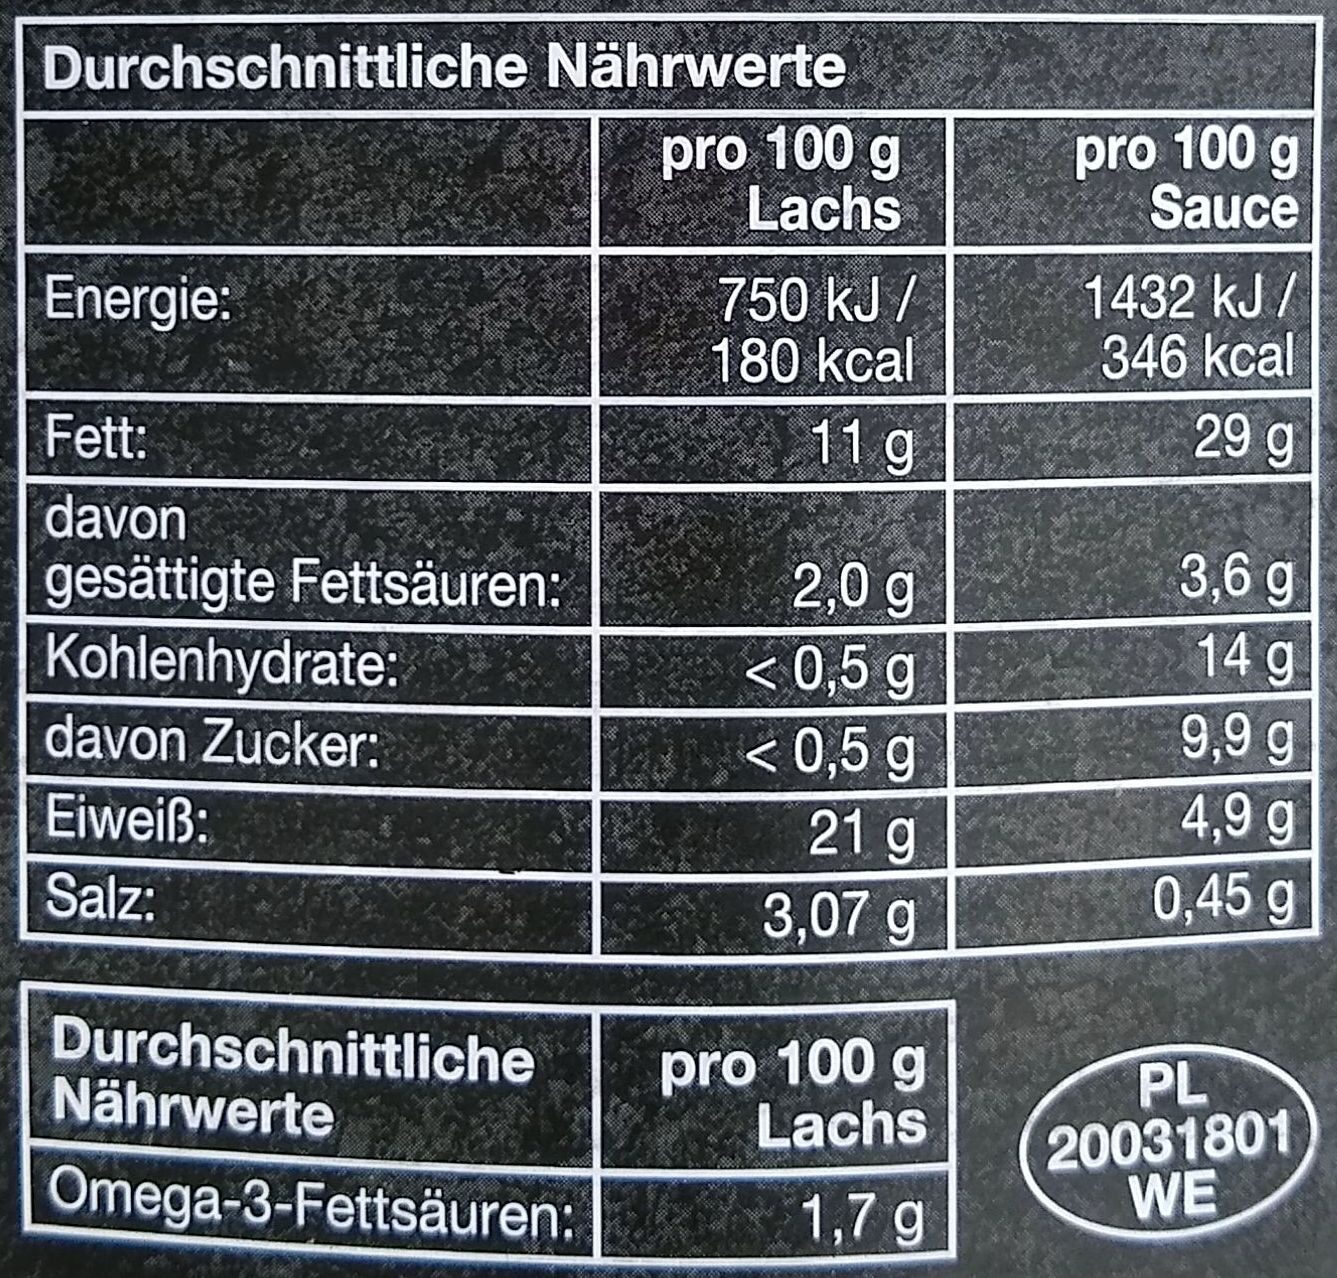 Durchschnittliche Nährwerte
pro 100 g
Lachs
pro 100 g
Sauce
Energie:
750 kJ /
180 kcal
1432 kJ /
346 kcal
Fett:
11 g
29 g
davon
gesättigte Fettsäuren:
2,0 g
3,6 g
Kohlenhydrate:
< 0,5 g
14 g
davon Zucker:
< 0,5 g
9,9 g
Eiweiß:
21 g
4,9 g
Salz:
3,07 g
0,45 g
Durchschnittliche
Nährwerte
pro 100 g
Lachs
Omega-3-Fettsäuren:
1,7 g
PL
20031801
WE